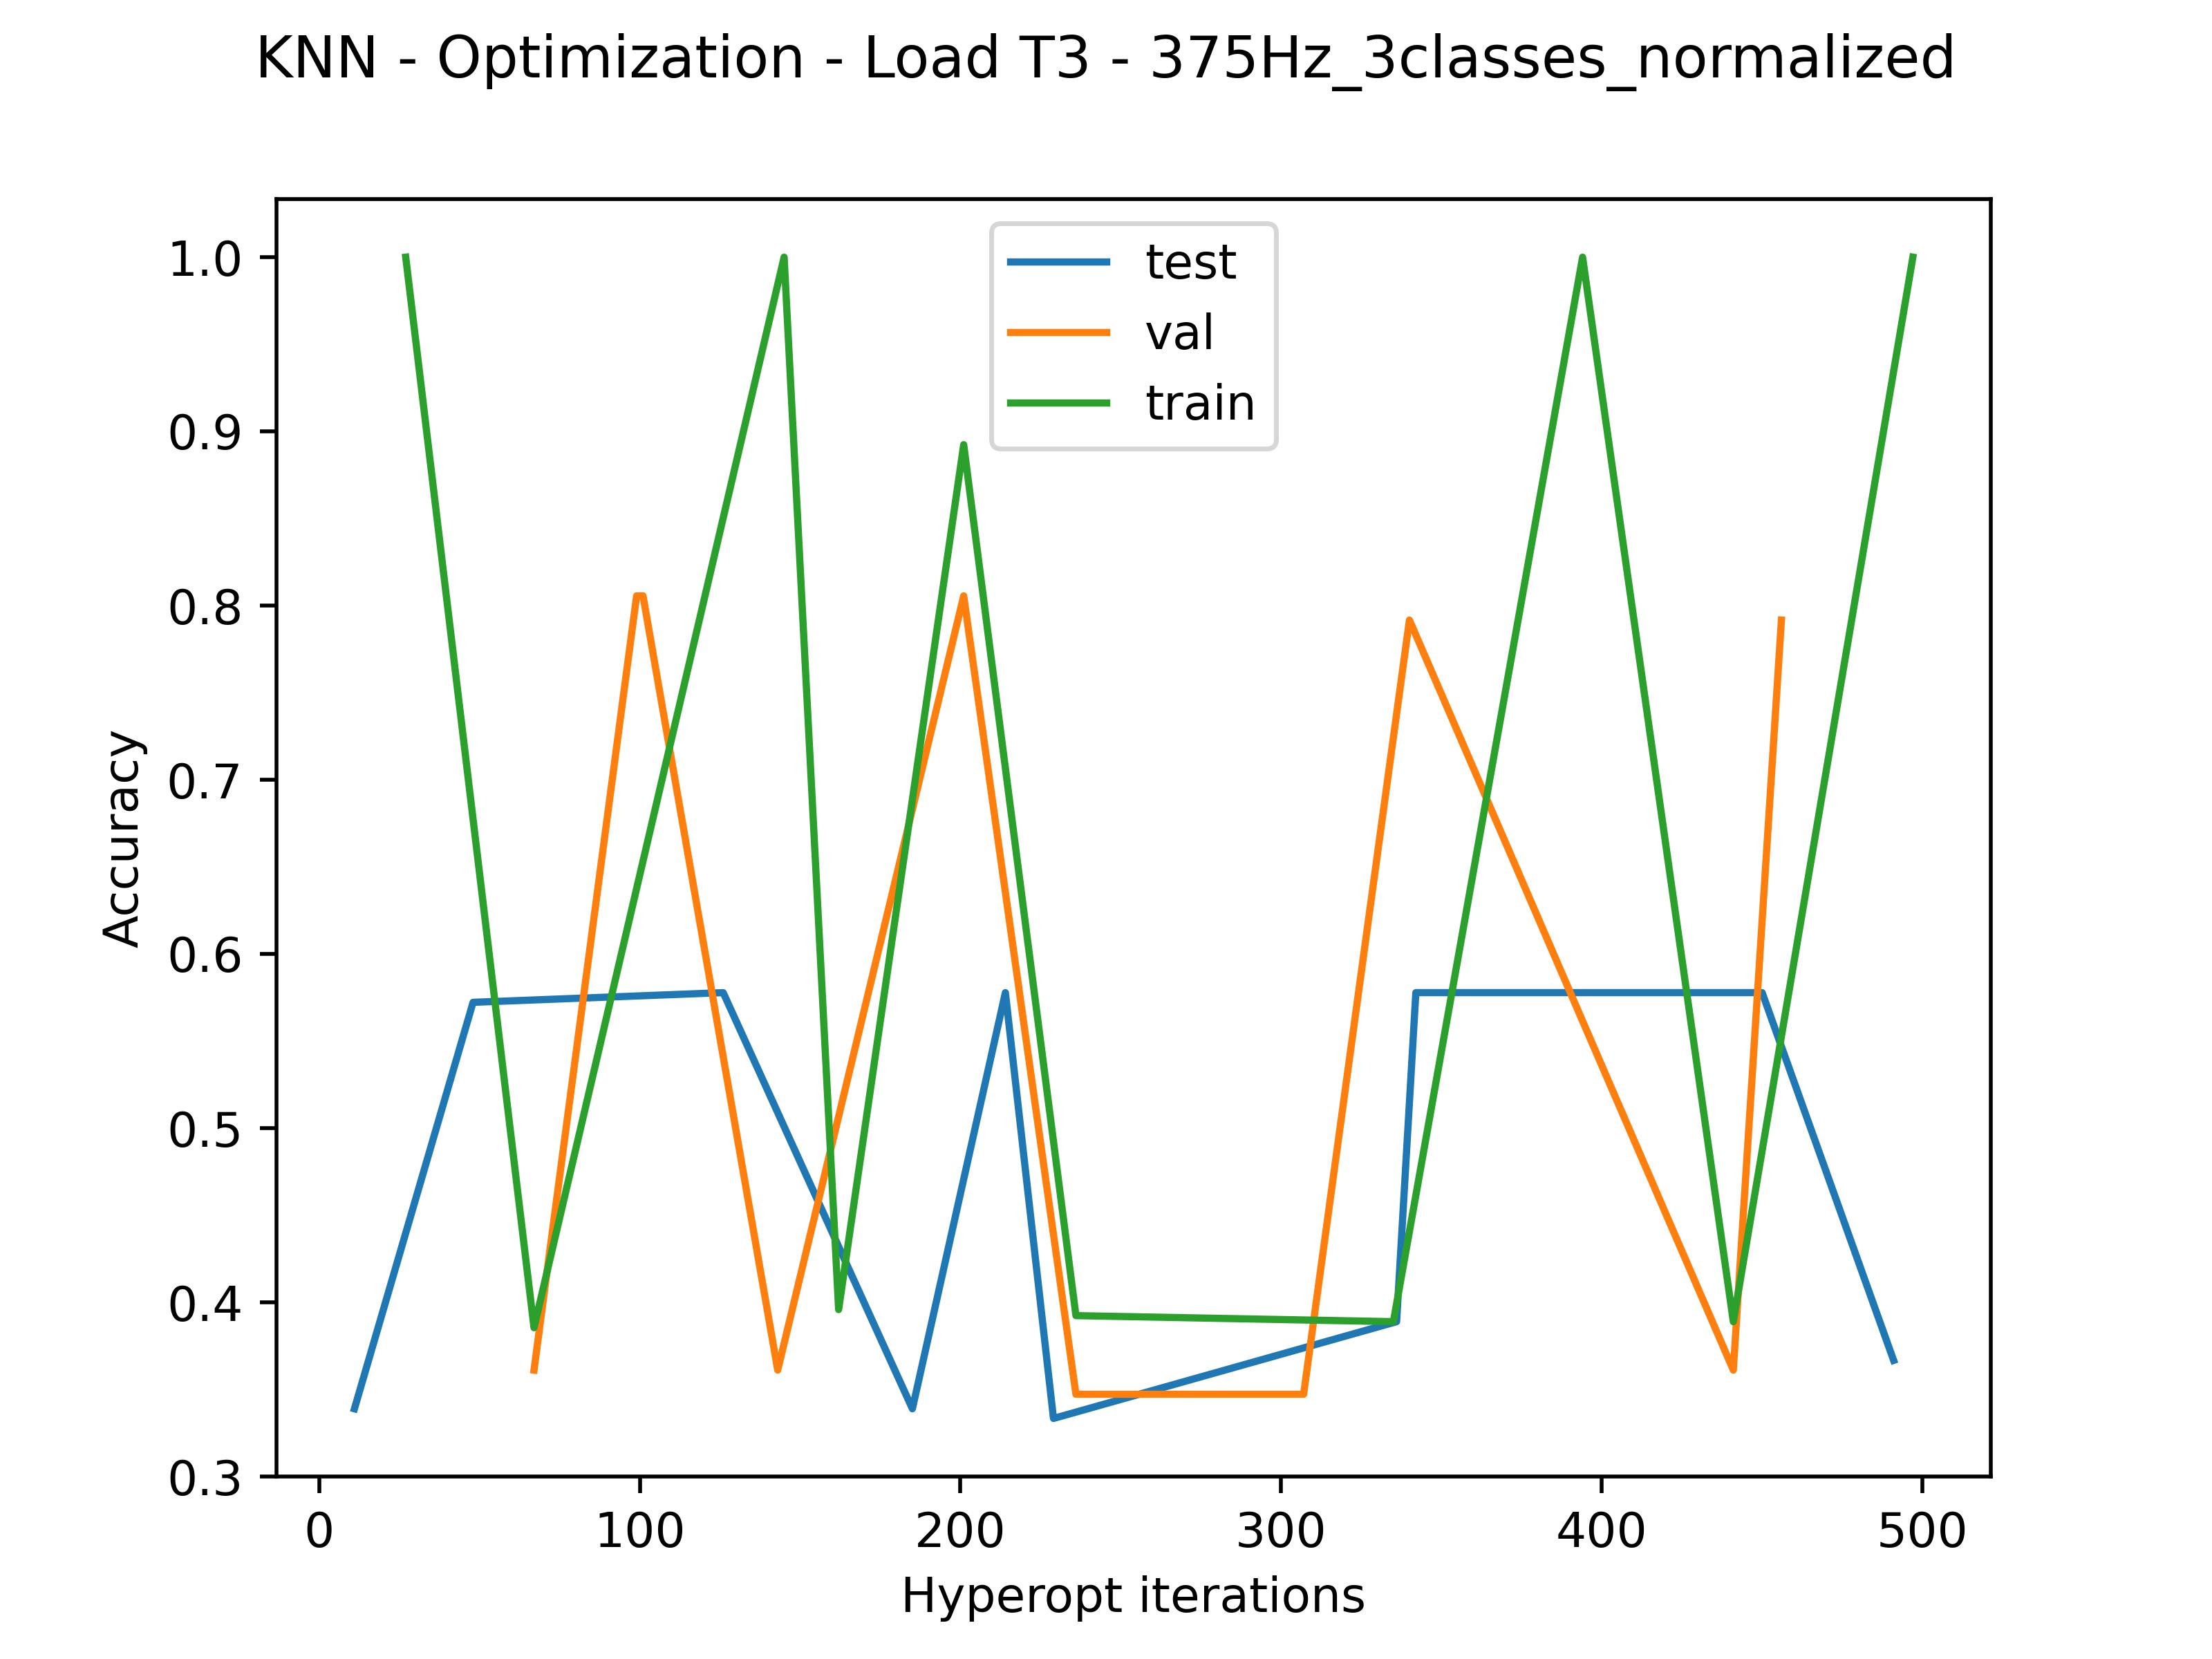 KNN - Optimization - Load T3 - 375Hz_3classes_normalized
test
val
train
1.0
0.9
0.8
0.7
0.6
0.5
0.4
0.3
Accuracy
0 100 200 300 400 500
Hyperopt iterations